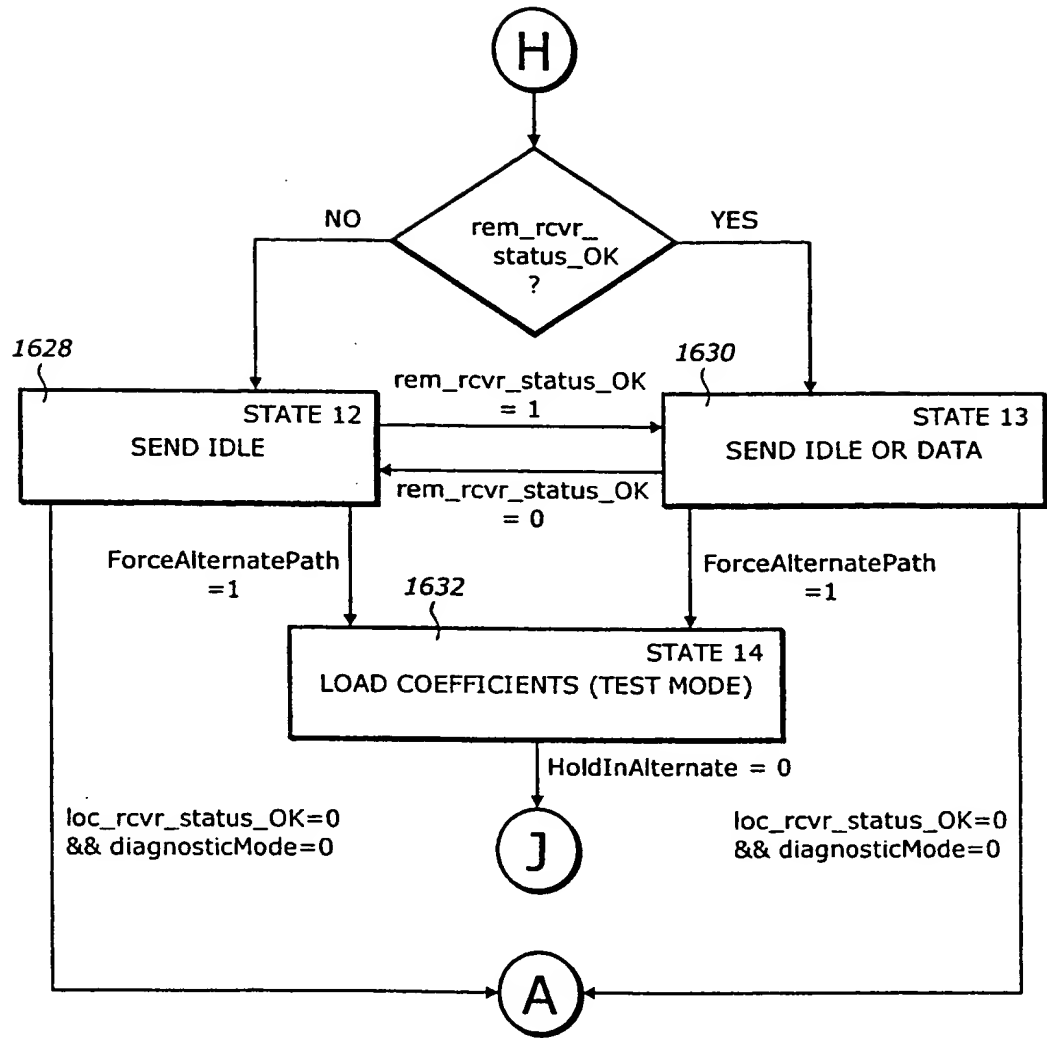 H
NO
rem_rcvr_
status_OK
?
YES
1628
STATE 12
SEND IDLE
rem_rcvr_status_OK
= 1
rem_rcvr_status_OK
= 0
1630
STATE 13
SEND IDLE OR DATA
ForceAlternatePath
=1
ForceAlternatePath
=1
1632
STATE 14
LOAD COEFFICIENTS (TEST MODE)
HoldInAlternate = 0
J
loc_rcvr_status_OK=0
&& diagnosticMode=0
loc_rcvr_status_OK=0
&& diagnosticMode=0
A